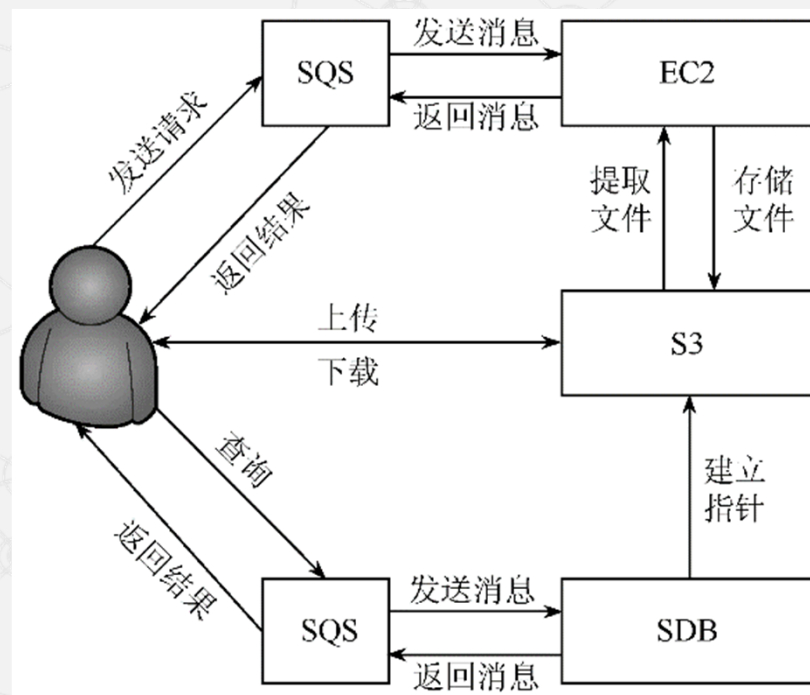 发送消息
SQS
EC2
返回消息
发送请求
提取
文件
存储
文件
返回结果
上传
S3
下载
查询
建立
指针
返回结果
发送消息
SQS
SDB
返回消息